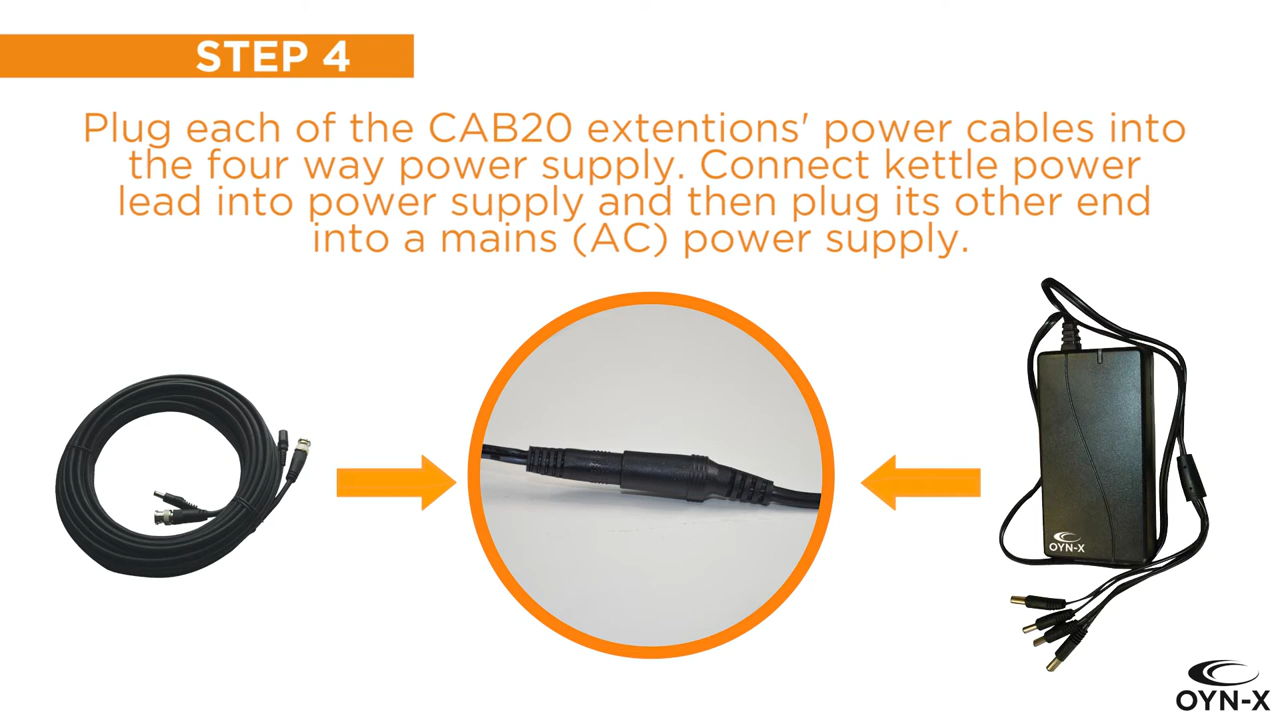 STEP 4
Plug each of the CAB20 extentions' power cables into
the four way power supply. Connect kettle power
lead into power supply and then plug its other end
into a mains (AC) power supply.
OYN-X
OYN-X